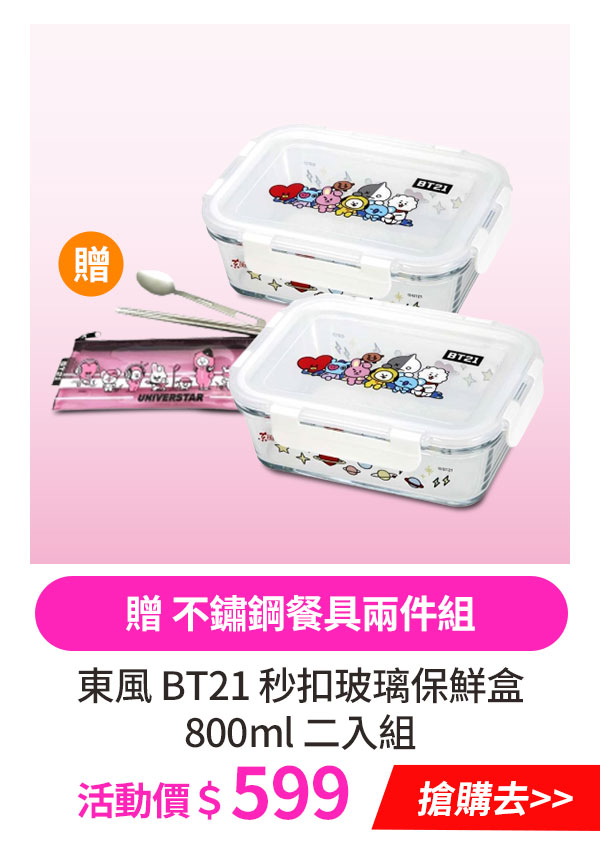 BT21
贈
BT21
UNIVERSTAR
贈 不鏽鋼餐具兩件組
東風 BT21 秒扣玻璃保鮮盒
800ml 二入組
活動價 $ 599
搶購去>>